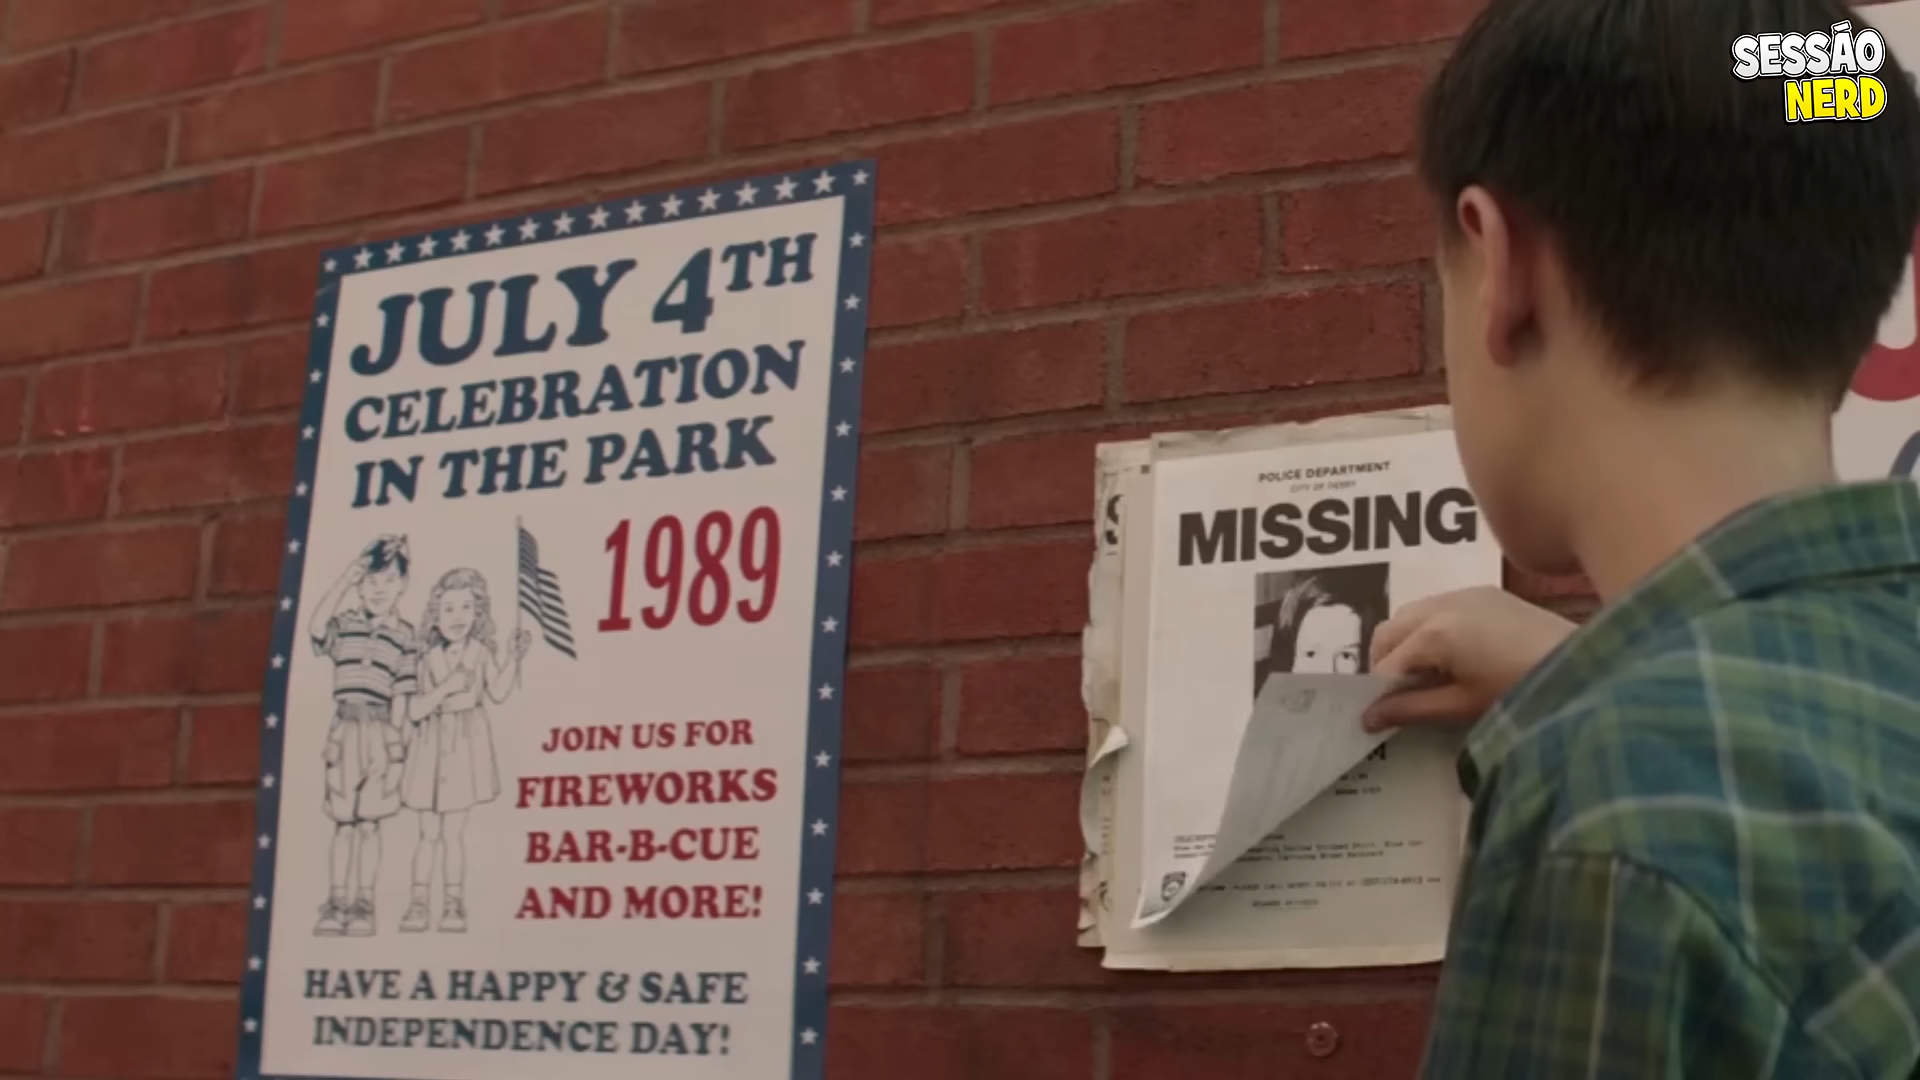 SESSÃO
NERD
JULY 4TH
CELEBRATION
IN THE PARK
1989
JOIN US FOR
FIREWORKS
BAR-B-CUE
AND MORE!
HAVE A HAPPY & SAFE
INDEPENDENCE DAY!
POLICE DEPARTMENT
CITY OF DERRY
MISSING